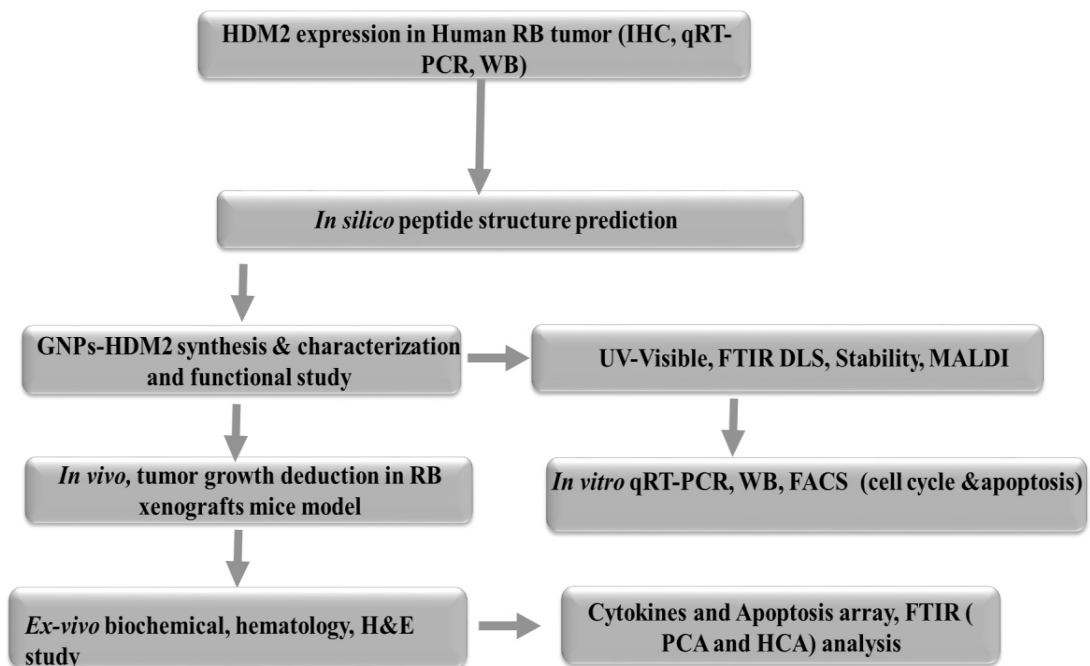 HDM2 expression in Human RB tumor (IHC, qRT-
PCR, WB)
In silico peptide structure prediction
GNPs-HDM2 synthesis & characterization
and functional study
UV-Visible, FTIR DLS, Stability, MALDI
In vivo, tumor growth deduction in RB
xenografts mice model
In vitro qRT-PCR, WB, FACS (cell cycle &apoptosis)
Ex-vivo biochemical, hematology, H&E
study
Cytokines and Apoptosis array, FTIR (
PCA and HCA) analysis